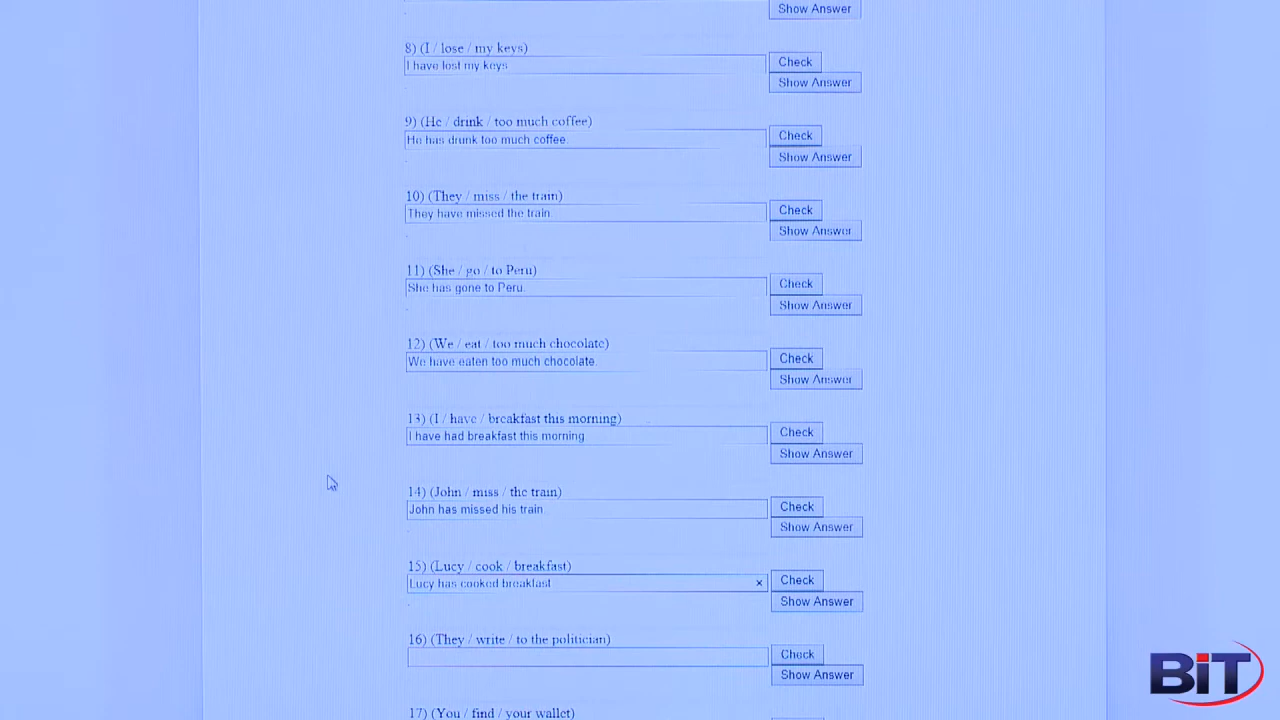 Show Answer
8) (I / lose / my keys)
I have lost my keys
Check
Show Answer
9) (He / drink / too much coffee)
He has drunk too much coffee.
Check
Show Answer
10) (They / miss / the train)
They have missed the train.
Check
Show Answer
11) (She / go / to Peru)
She has gone to Peru.
Check
Show Answer
12) (We / eat / too much chocolate)
We have eaten too much chocolate.
Check
Show Answer
13) (I / have / breakfast this morning)
I have had breakfast this morning
Check
Show Answer
14) (John / miss / the train)
John has missed his train
Check
Show Answer
15) (Lucy / cook / breakfast)
Lucy has cooked breakfast
×
Check
Show Answer
16) (They / write / to the politician)
Check
Show Answer
17) (You / find / your wallet)
BiT